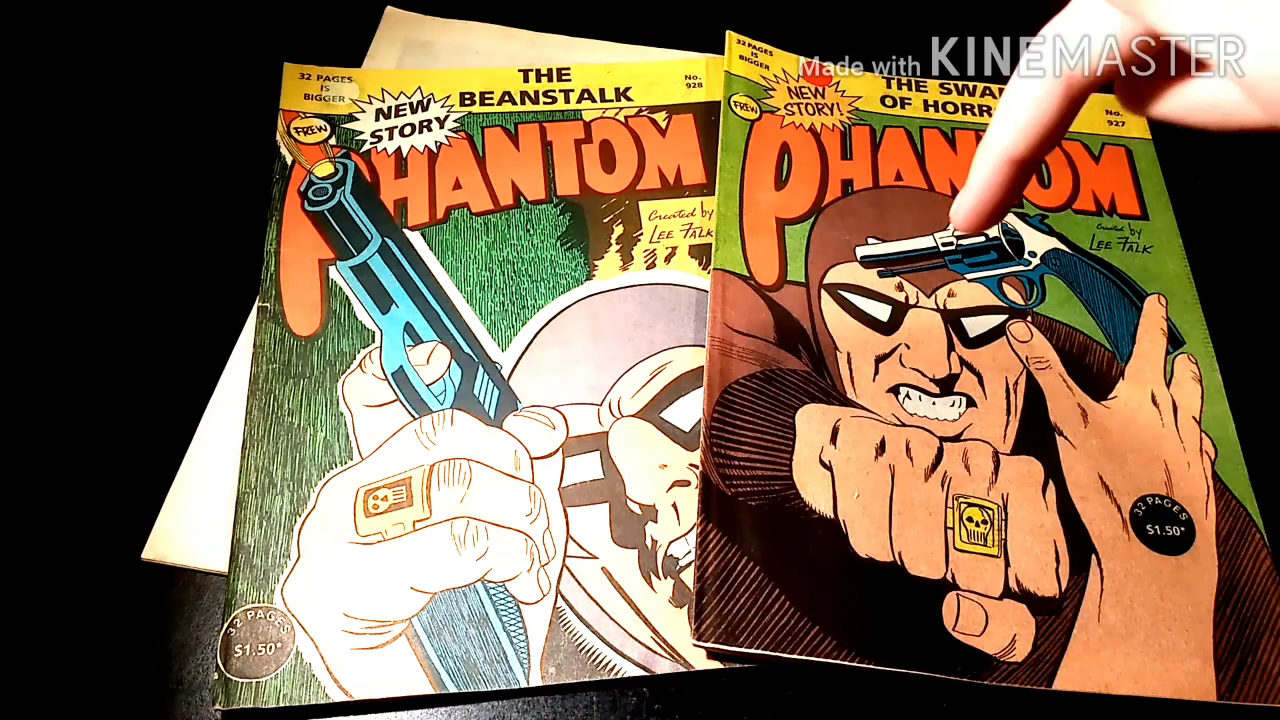 Made with KINEMASTER
32 PAGES
IS
BIGGER
THE
BEANSTALK
No.
928
FREW
NEW
STORY
PHANTOM
Created by
LEE FALK
32 PAGES
$1.50*
32 PAGES
IS
BIGGER
NEW
STORY!
THE
OF
No.
927
FREW
PHANTOM
Created by
LEE FALK
32 PAGES
$1.50*